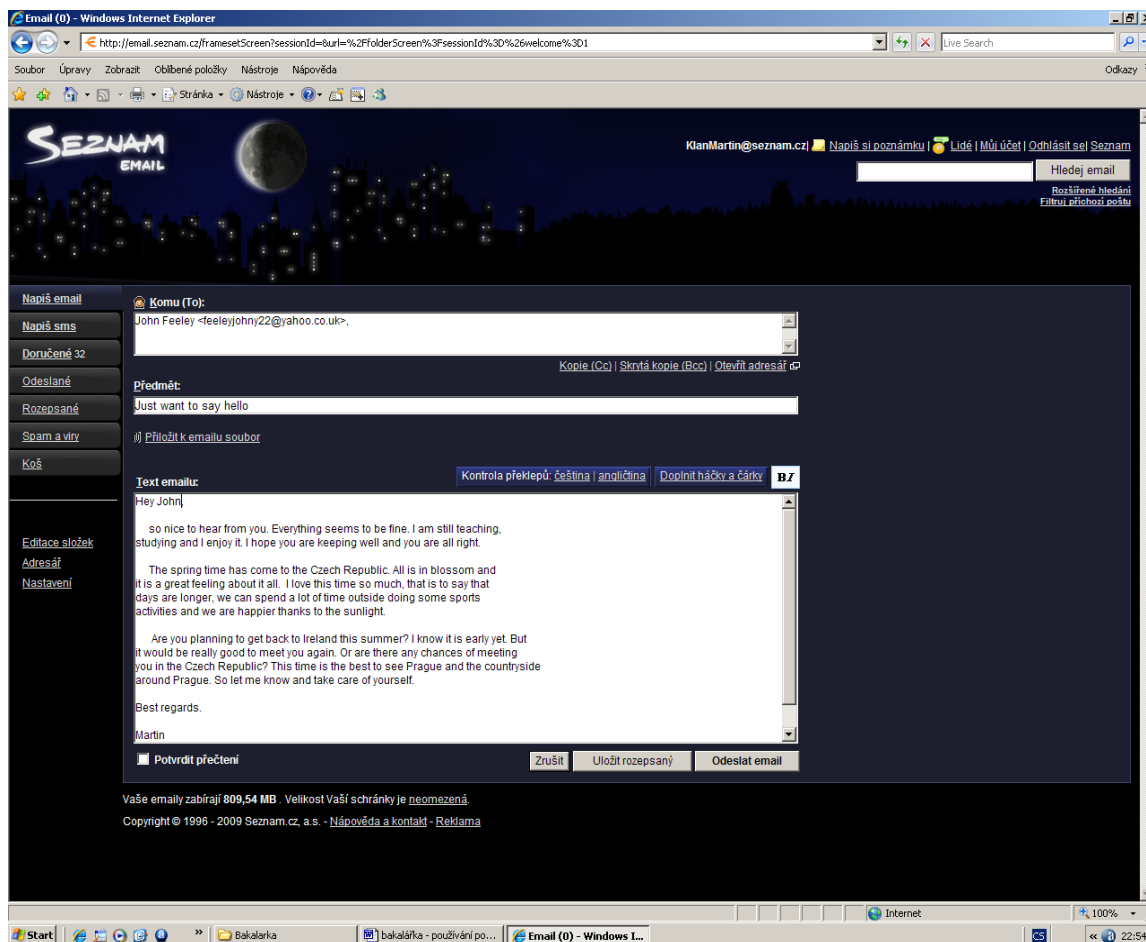 Email (0) - Windows Internet Explorer
http://email.seznam.cz/framesetScreen?sessionId=&url=%2FfolderScreen%3FsessionId%3D%26welcome%3D1
Live Search
Soubor Úpravy Zobrazit Oblíbené položky Nástroje Nápověda
Odkazy
Stránka Nástroje
SEZNAM
EMAIL
KlanMartin@seznam.cz| Napiš si poznámku | Lidé | Můj účet | Odhlásit se| Seznam
Hledej email
Rozšířené hledání
Filtruj příchozí poštu
Napiš email
Napiš sms
Doručené 32
Odeslané
Rozepsané
Spam a viry
Koš
Editace složek
Adresář
Nastavení
Komu (To):
John Feeley <feeleyjohny22@yahoo.co.uk>,
Kopie (Cc) | Skrytá kopie (Bcc) | Otevřít adresář
Předmět:
Just want to say hello
Přiložit k emailu soubor
Text emailu:
Kontrola překlepů: čeština | angličtina Doplnit háčky a čárky B I
Hey John,
so nice to hear from you. Everything seems to be fine. I am still teaching,
studying and I enjoy it. I hope you are keeping well and you are all right.
The spring time has come to the Czech Republic. All is in blossom and
it is a great feeling about it all. I love this time so much, that is to say that
days are longer, we can spend a lot of time outside doing some sports
activities and we are happier thanks to the sunlight.
Are you planning to get back to Ireland this summer? I know it is early yet. But
it would be really good to meet you again. Or are there any chances of meeting
you in the Czech Republic? This time is the best to see Prague and the countryside
around Prague. So let me know and take care of yourself.
Best regards.
Martin
Potvrdit přečtení
Zrušit Uložit rozepsaný Odeslat email
Vaše emaily zabírají 809,54 MB . Velikost Vaší schránky je neomezená.
Copyright © 1996 - 2009 Seznam.cz, a.s. - Nápověda a kontakt - Reklama
Internet
100%
Start
Bakalarka
bakalářka - používání po...
Email (0) - Windows I...
CS
22:54